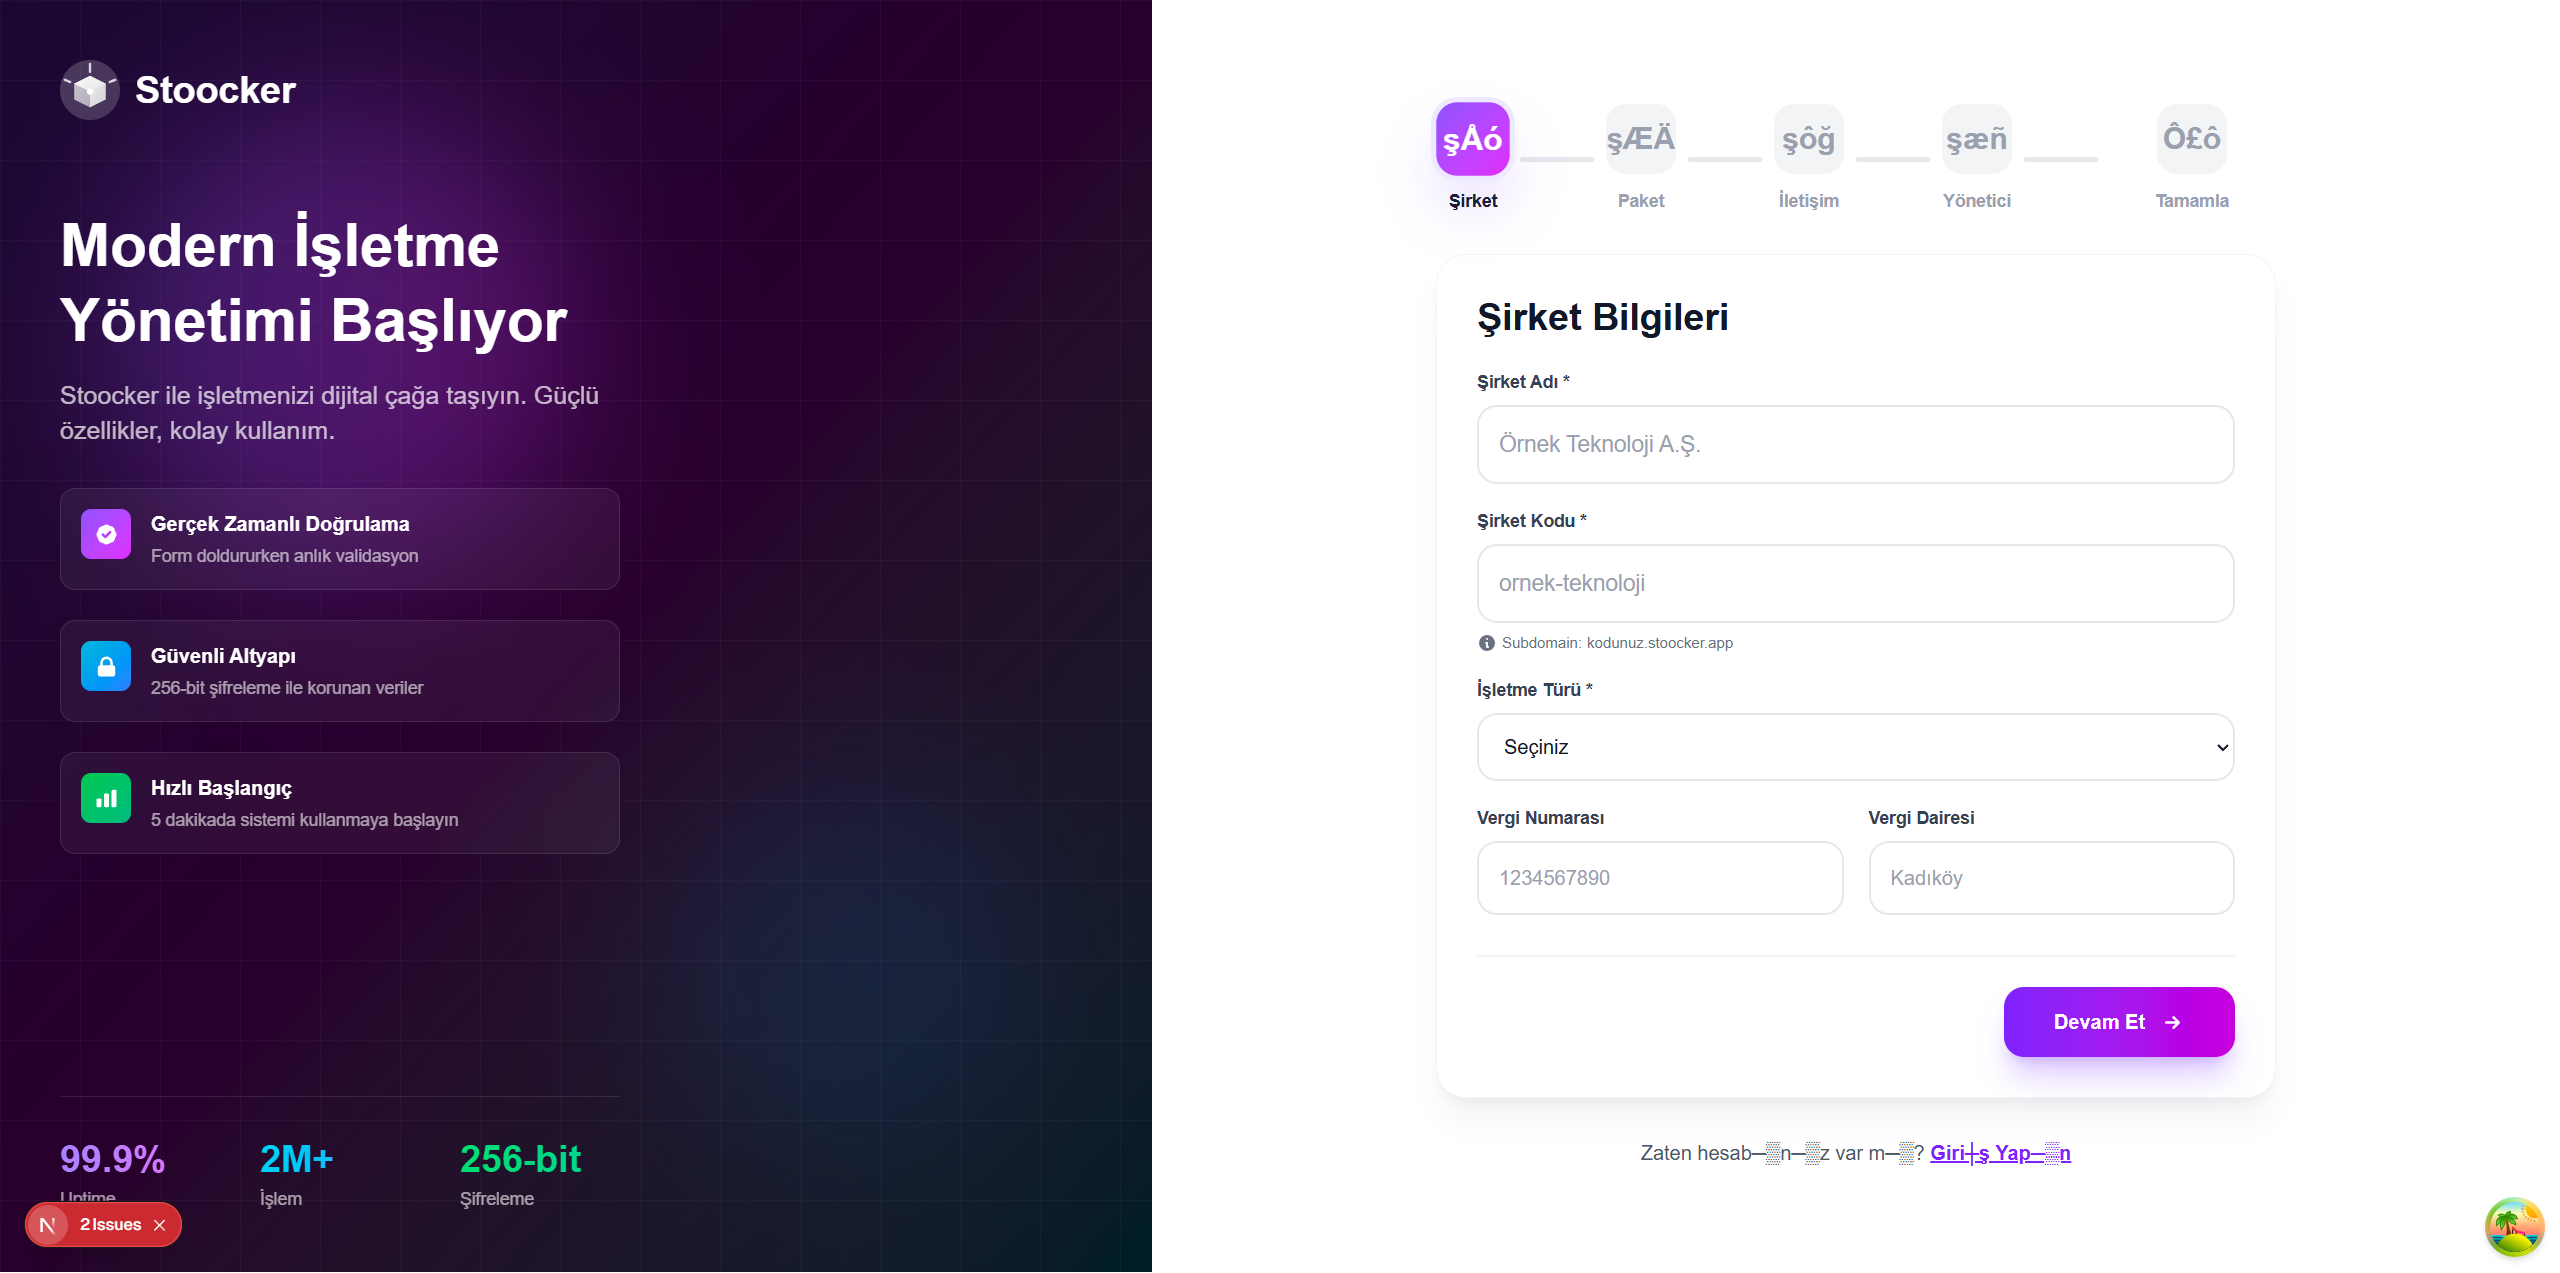 Stoocker
Modern İşletme
Yönetimi Başlıyor
Stoocker ile işletmenizi dijital çağa taşıyın. Güçlü
özellikler, kolay kullanım.
Gerçek Zamanlı Doğrulama
Form doldururken anlık validasyon
Güvenli Altyapı
256-bit şifreleme ile korunan veriler
Hızlı Başlangıç
5 dakikada sistemi kullanmaya başlayın
99.9%
2M+
256-bit
Uptime
İşlem
Şifreleme
2 Issues
şÅó
şÆÄ
şôğ
şæñ
Ô£ô
Şirket
Paket
İletişim
Yönetici
Tamamla
Şirket Bilgileri
Şirket Adı *
Örnek Teknoloji A.Ş.
Şirket Kodu *
ornek-teknoloji
Subdomain: kodunuz.stoocker.app
İşletme Türü *
Seçiniz
Vergi Numarası
Vergi Dairesi
1234567890
Kadıköy
Devam Et
Zaten hesab─▒n─▒z var m─▒? Giri┼ş Yap─▒n